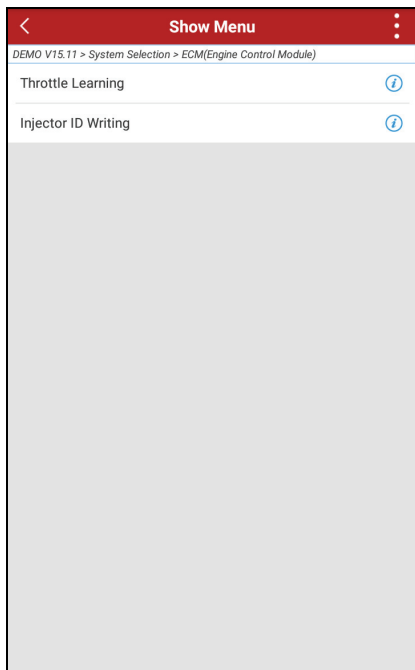 Show Menu
DEMO V15.11 > System Selection > ECM(Engine Control Module)
Throttle Learning
Injector ID Writing